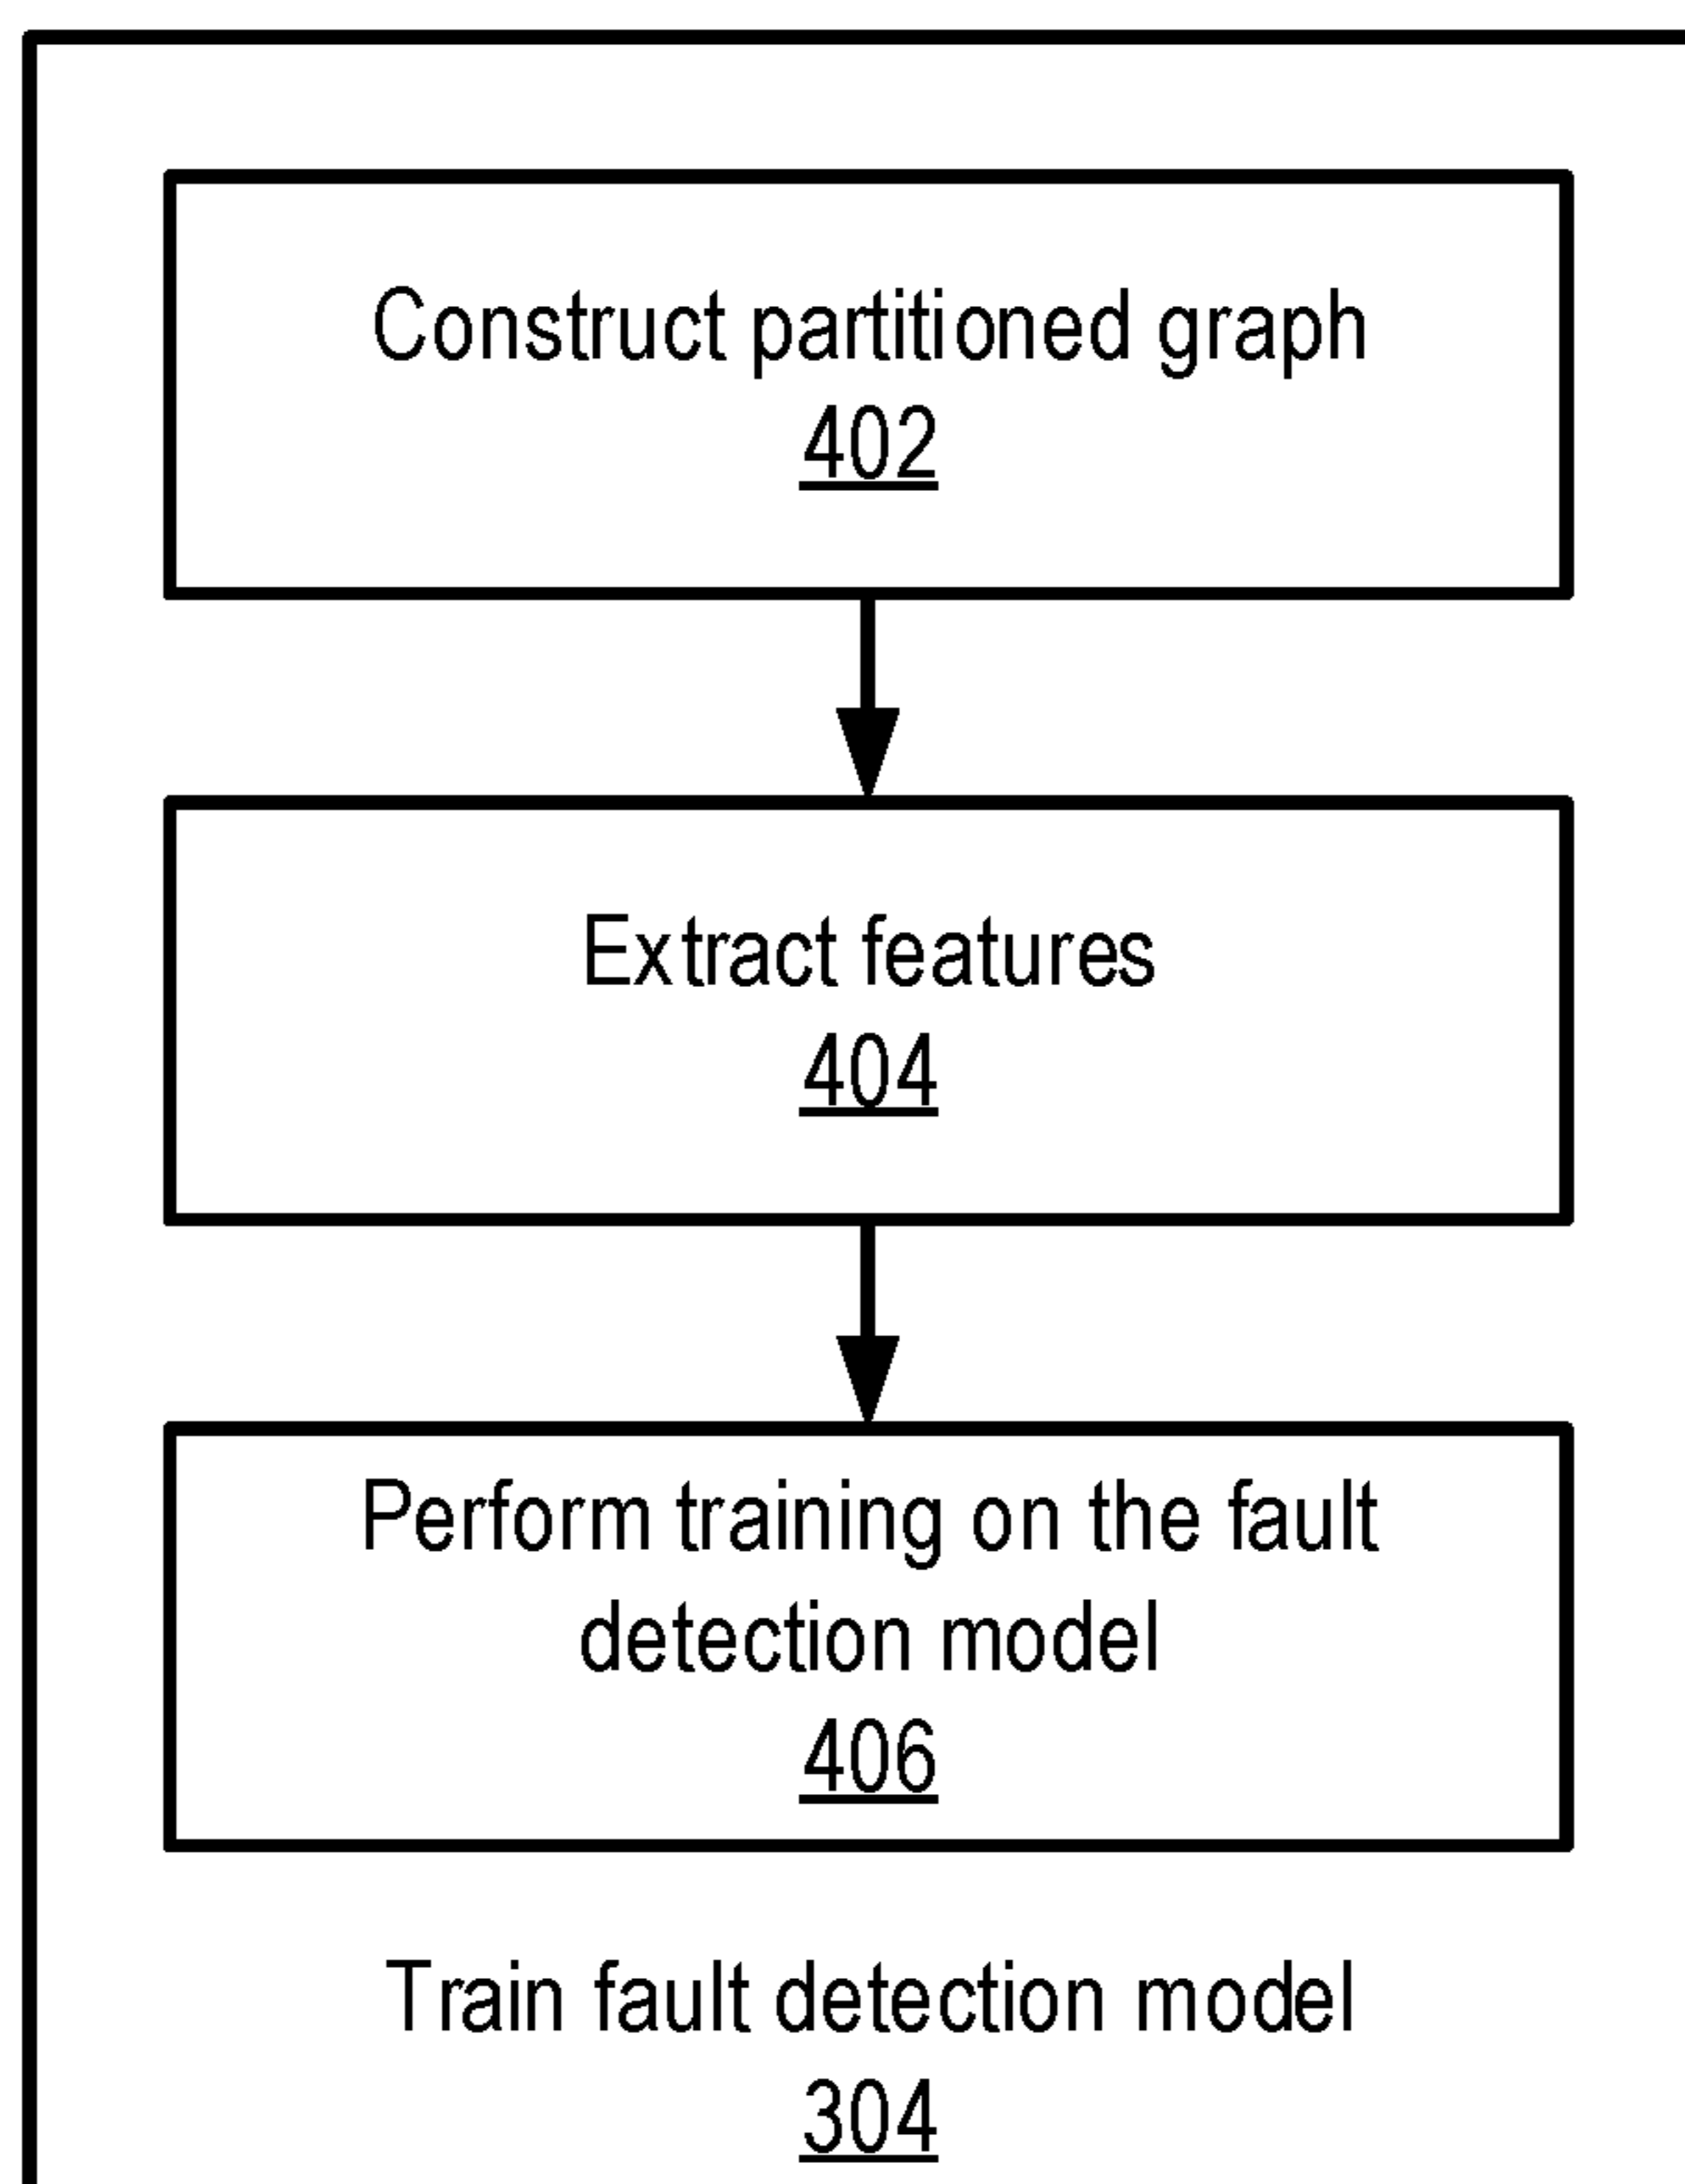 Construct partitioned graph
402
Extract features
404
Perform training on the fault
detection model
406
Train fault detection model
304